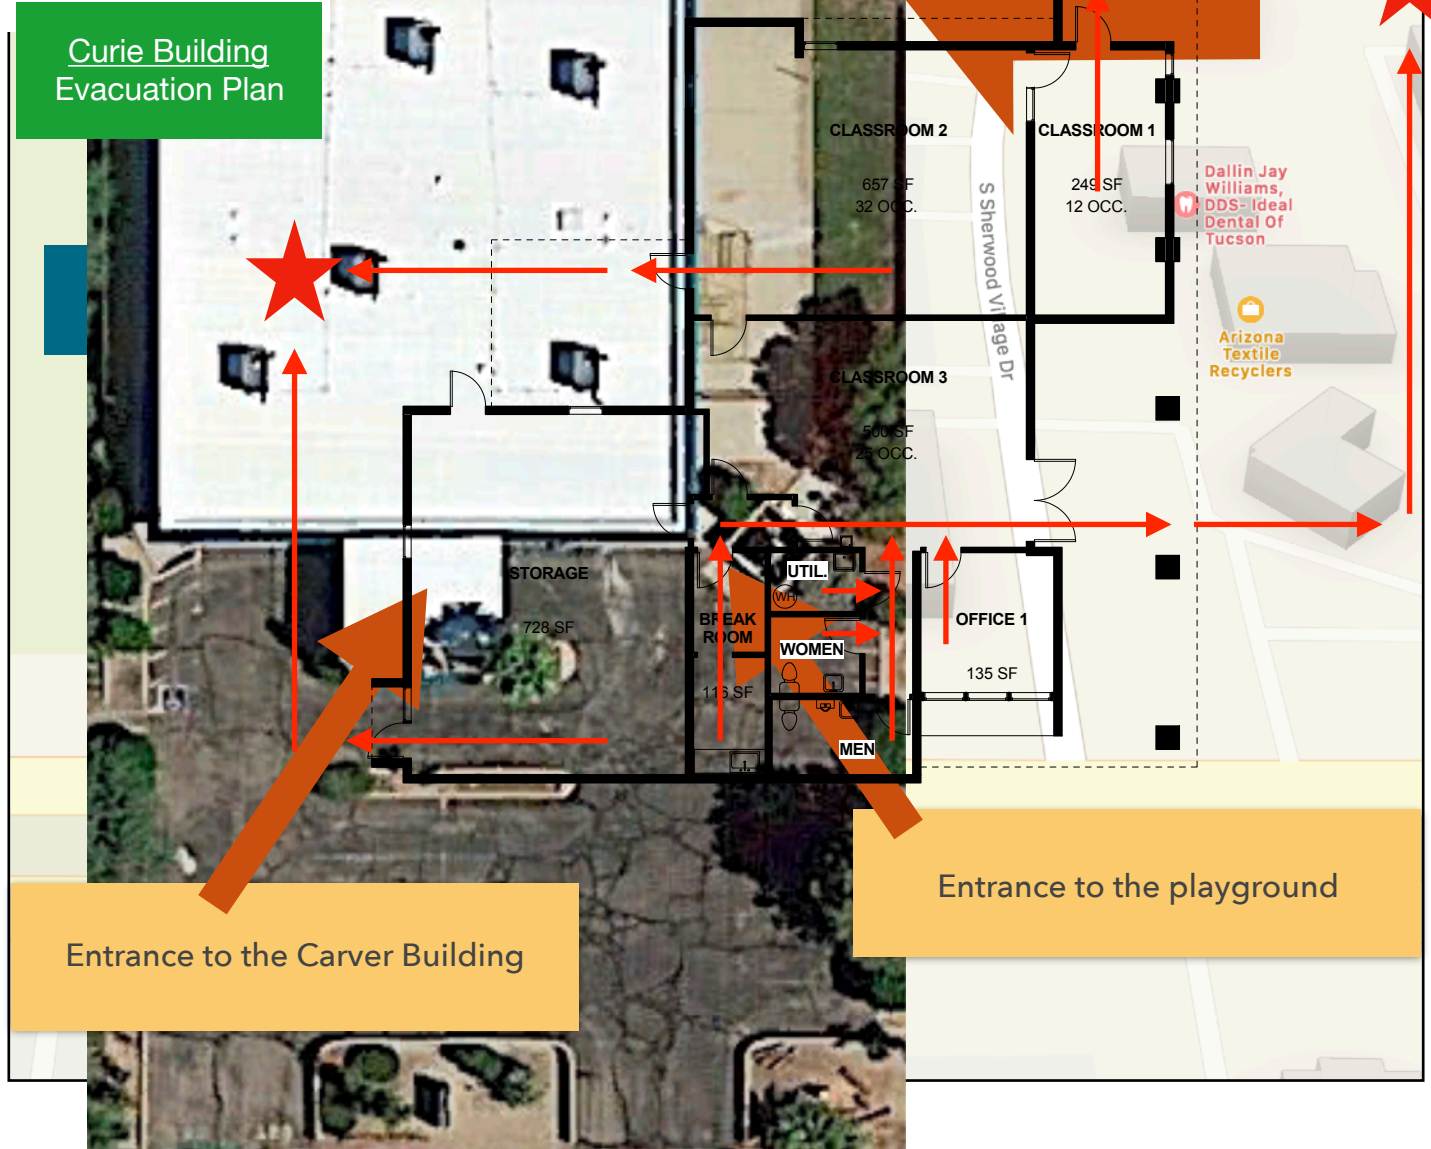 Curie Building
Evacuation Plan
CLASSROOM 2
657 SF
32 OCC.
CLASSROOM 1
249 SF
12 OCC.
Dallin Jay
Williams,
DDS- Ideal
Dental Of
Tucson
S Sherwood Village Dr
Arizona
Textile
Recyclers
CLASSROOM 3
500 SF
25 OCC.
STORAGE
728 SF
UTIL.
WH
BREAK
ROOM
116 SF
WOMEN
OFFICE 1
135 SF
MEN
Entrance to the playground
Entrance to the Carver Building